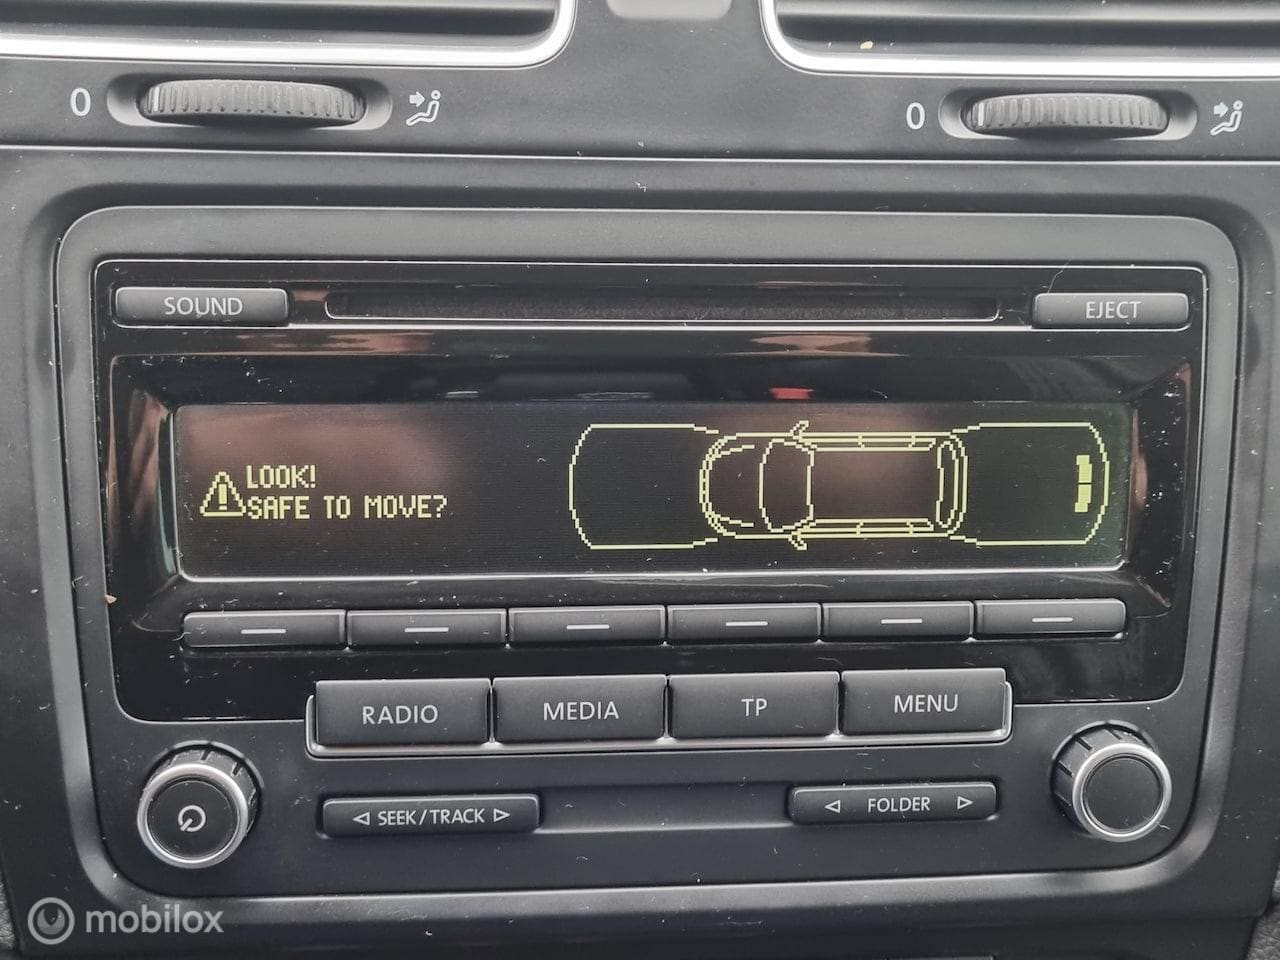 0
0
SOUND
EJECT
LOOK!
SAFE TO MOVE?
RADIO
MEDIA
TP
MENU
SEEK/TRACK
FOLDER
mobilox